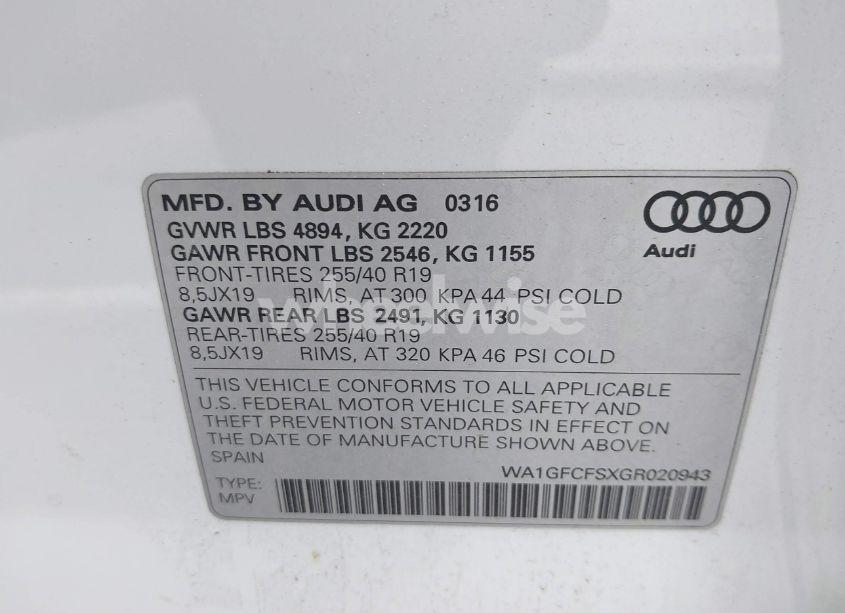 MFD. BY AUDI AG 0316
GVWR LBS 4894, KG 2220
GAWR FRONT LBS 2546, KG 1155
FRONT-TIRES 255/40 R19
8,5JX19 RIMS, AT 300 KPA 44 PSI COLD
GAWR REAR LBS 2491, KG 1130
REAR-TIRES 255/40 R19
8,5JX19 RIMS, AT 320 KPA 46 PSI COLD
Audi
wheelwise
THIS VEHICLE CONFORMS TO ALL APPLICABLE
U.S. FEDERAL MOTOR VEHICLE SAFETY AND
THEFT PREVENTION STANDARDS IN EFFECT ON
THE DATE OF MANUFACTURE SHOWN ABOVE.
SPAIN
WA1GFCFSXGR020943
TYPE:
MPV